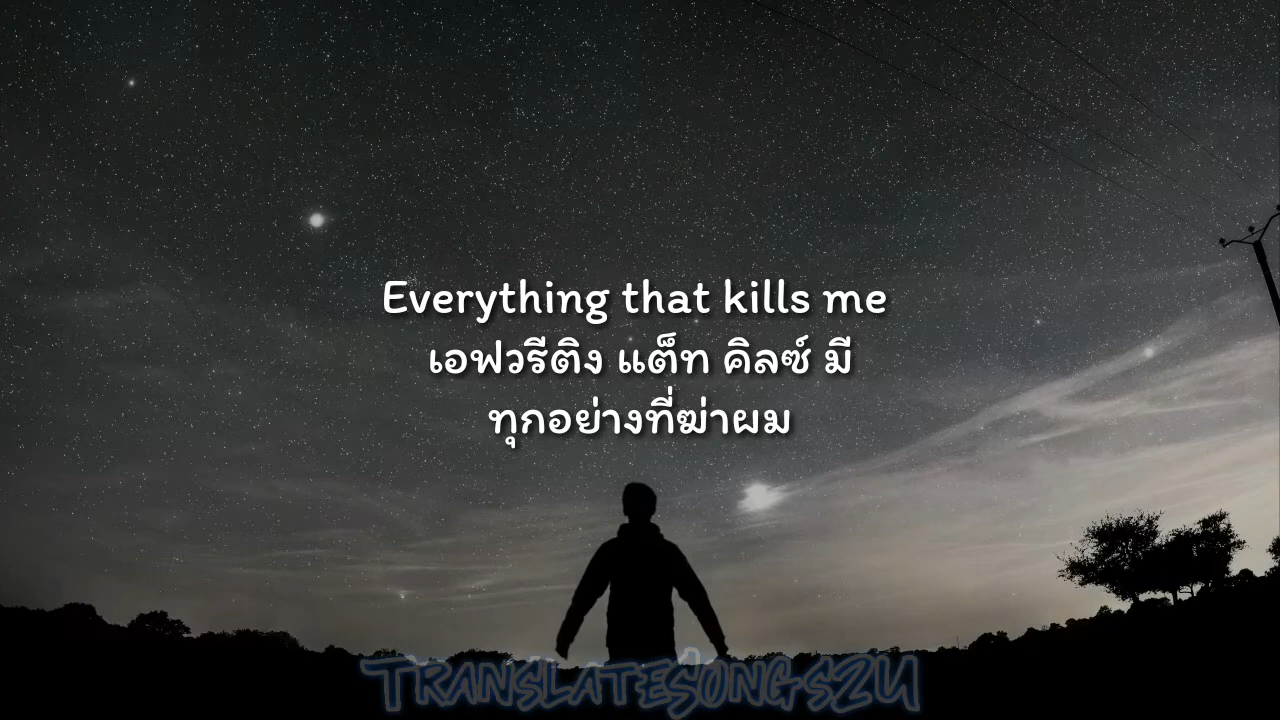 Everything that kills me
เอฟวรีติง แต็ท คิลซ์ มี
ทุกอย่างที่ฆ่าผม
TRANSLATESONGS2U